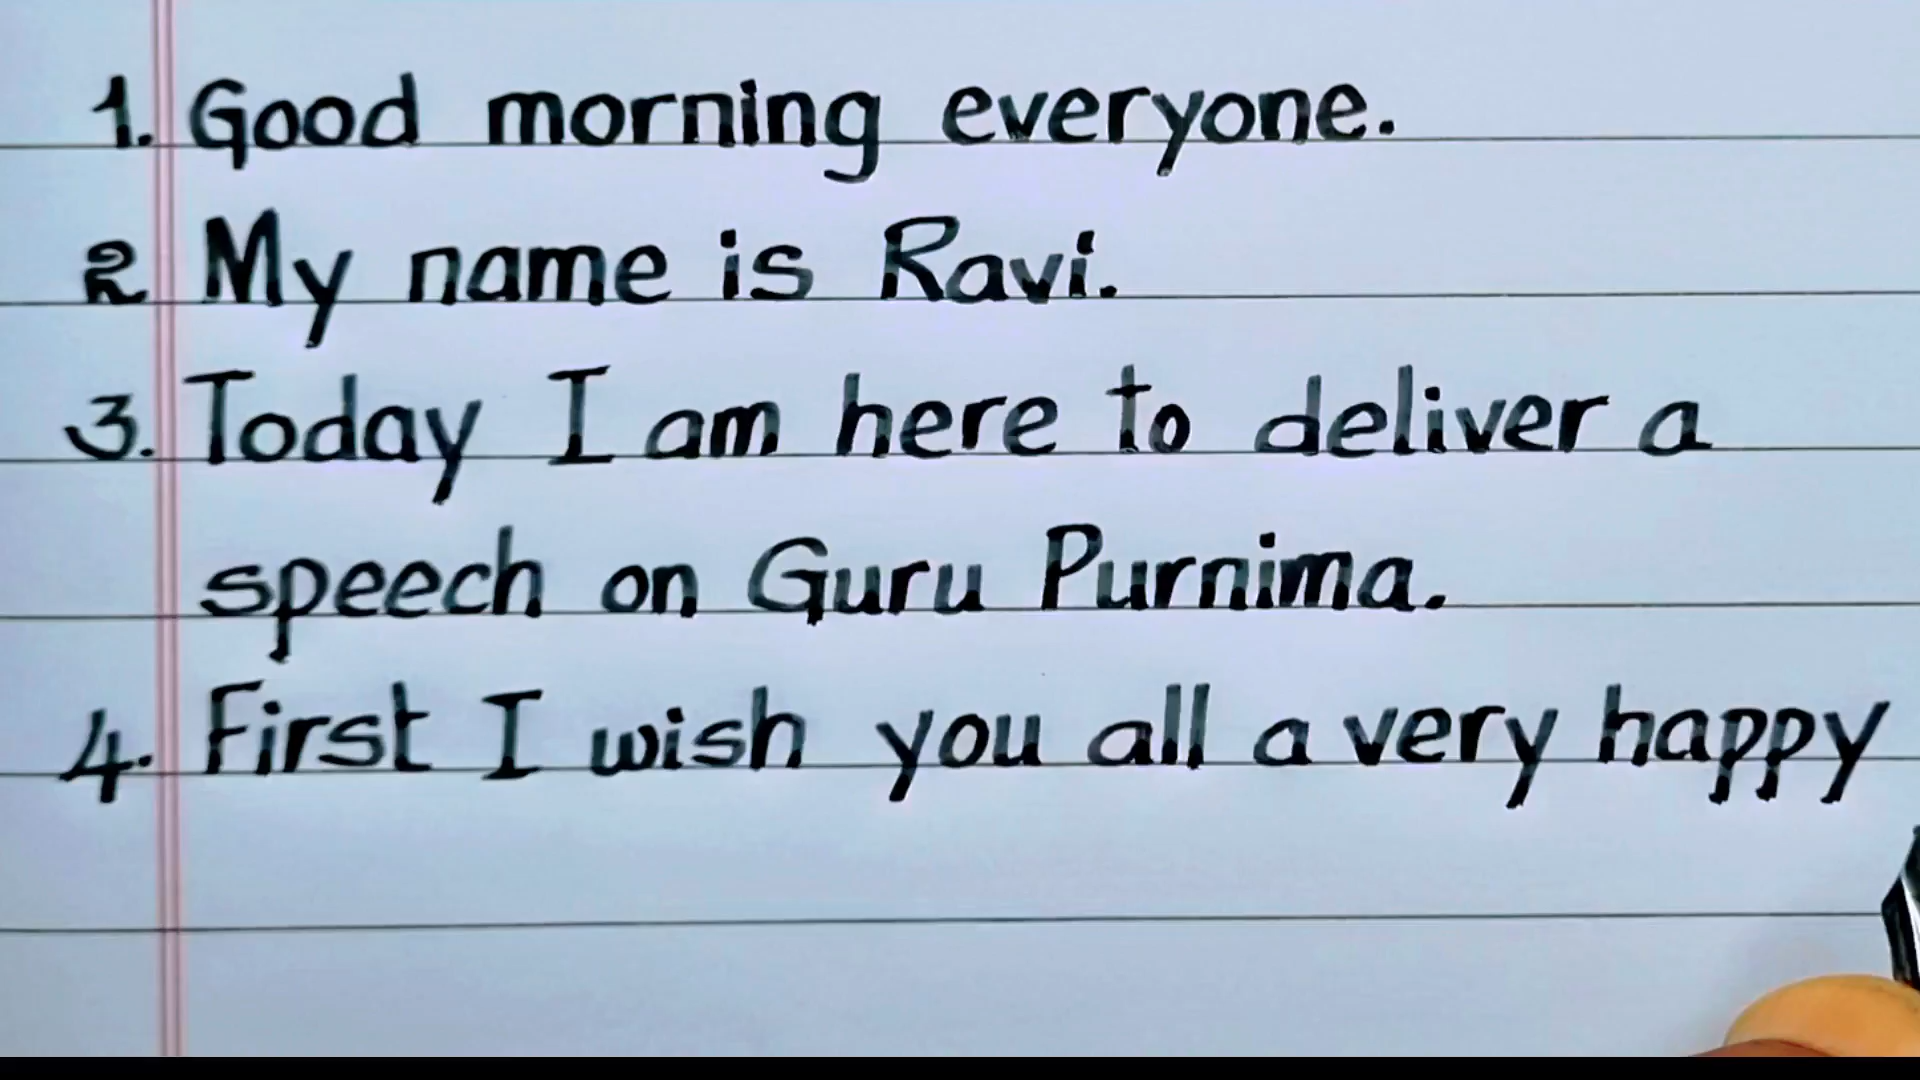 1. Good morning everyone.
2 My name is Ravi.
3. Today I am here to deliver a
speech on Guru Purnima.
4. First I wish you all a very happy